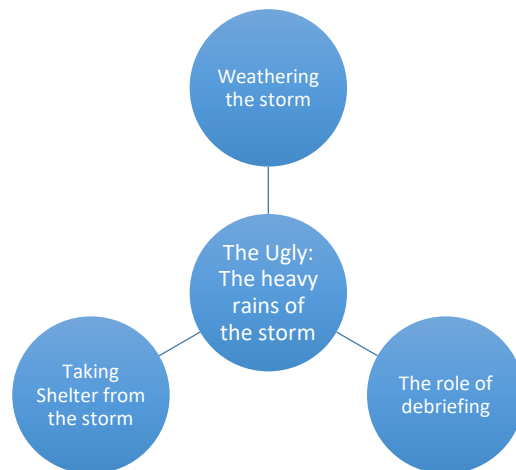 Weathering
the storm
The Ugly:
The heavy
rains of
the storm
Taking
Shelter from
the storm
The role of
debriefing